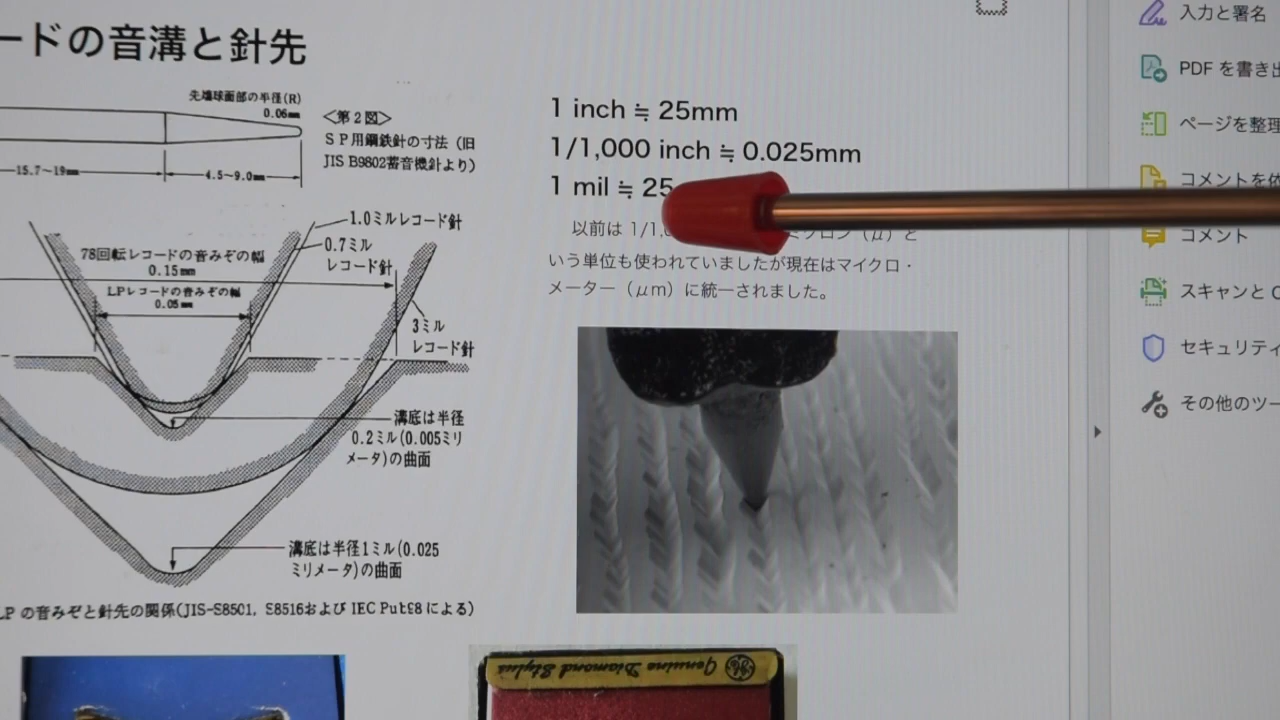 ードの音溝と針先
先端球面部の半径(R)
0.06mm
15.7〜19mm
4.5〜9.0mm
＜第2図＞
ＳＰ用鋼鉄針の寸法（旧
JIS B9802蓄音機針より）
1.0ミルレコード針
0.7ミル
レコード針
78回転レコードの音みぞの幅
0.15mm
LPレコードの音みぞの幅
0.05mm
3ミル
レコード針
溝底は半径
0.2ミル(0.005ミリ
メータ)の曲面
溝底は半径1ミル(0.025
ミリメータ)の曲面
LP の音みぞと針先の関係(JIS-S8501, S8516および IEC Pub98 による)
1 inch ≒ 25mm
1/1,000 inch ≒ 0.025mm
1 mil ≒ 25
以前は 1/1,0 ミクロン（μ）と
いう単位も使われていましたが現在はマイクロ・
メーター（μm）に統一されました。
Genuine Diamond Stylus
GE
入力と署名
PDF を書き出
ページを整理
コメントを依
コメント
スキャンと O
セキュリティ
その他のツー